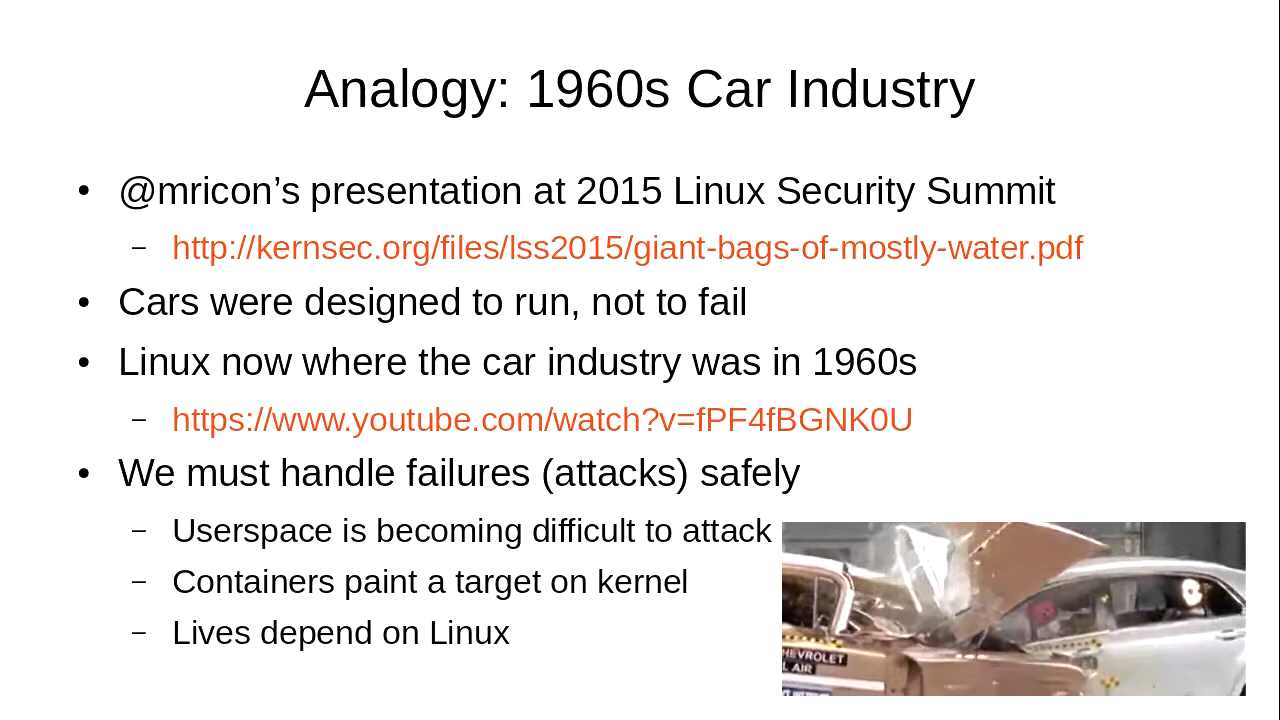 Analogy: 1960s Car Industry
• @mricon’s presentation at 2015 Linux Security Summit
– http://kernsec.org/files/lss2015/giant-bags-of-mostly-water.pdf
• Cars were designed to run, not to fail
• Linux now where the car industry was in 1960s
– https://www.youtube.com/watch?v=fPF4fBGNK0U
• We must handle failures (attacks) safely
– Userspace is becoming difficult to attack
– Containers paint a target on kernel
– Lives depend on Linux
HEVROLET
L AIR